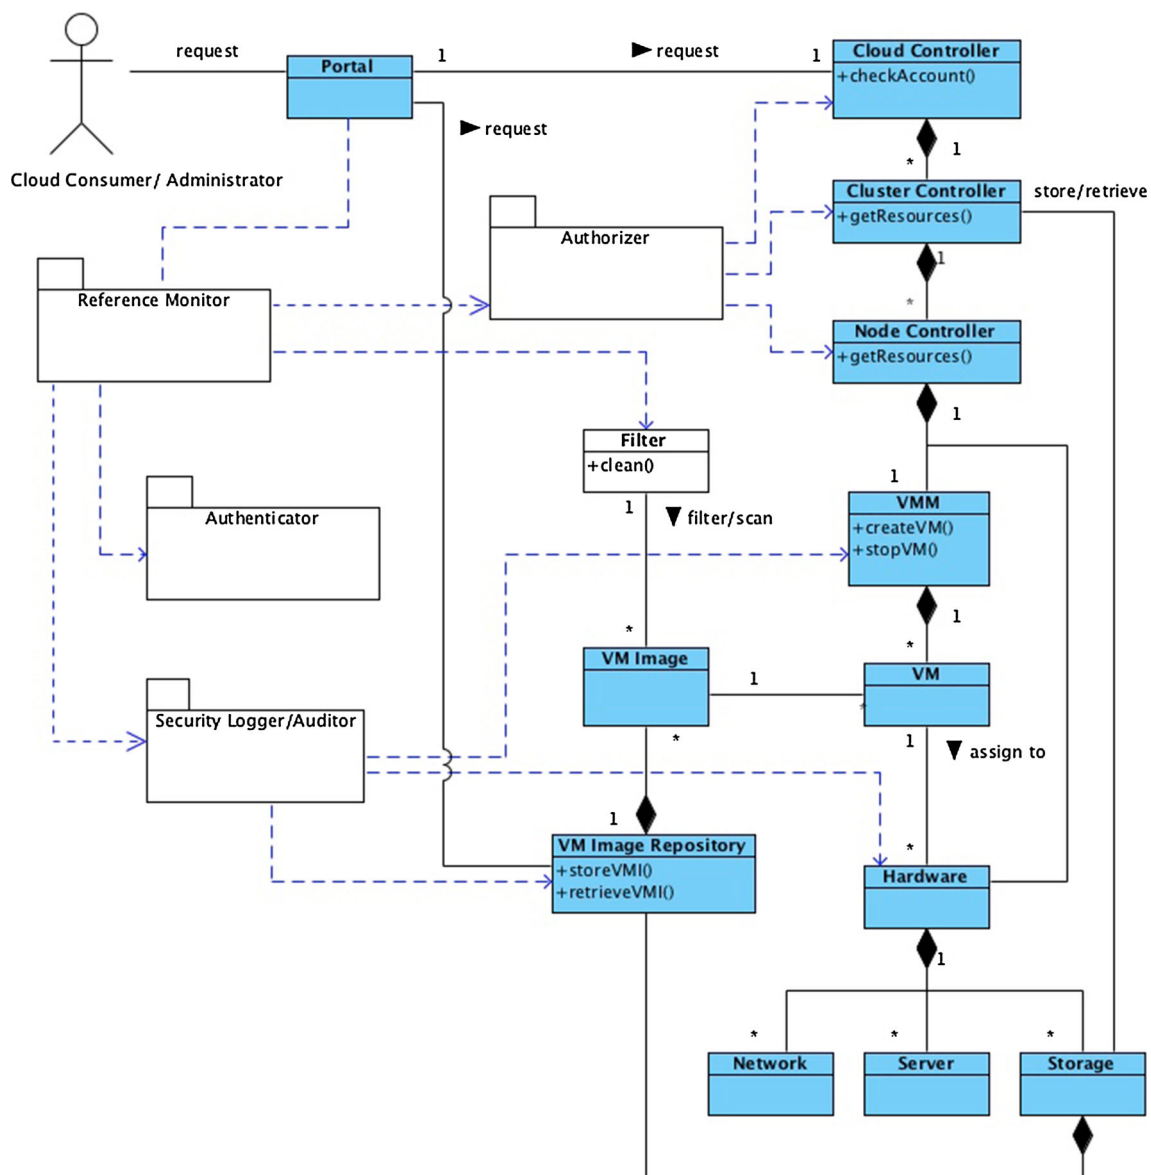 request
Portal
1
request
1
Cloud Controller
+checkAccount()
request
Cloud Consumer/ Administrator
1
*
Cluster Controller
+getResources()
store/retrieve
Authorizer
1
*
Reference Monitor
Node Controller
+getResources()
1
Filter
+clean()
1
filter/scan
1
VMM
+createVM()
+stopVM()
Authenticator
1
*
*
VM Image
1
*
VM
Security Logger/Auditor
*
1
assign to
1
*
VM Image Repository
+storeVMI()
+retrieveVMI()
Hardware
1
*
*
*
Network
Server
Storage